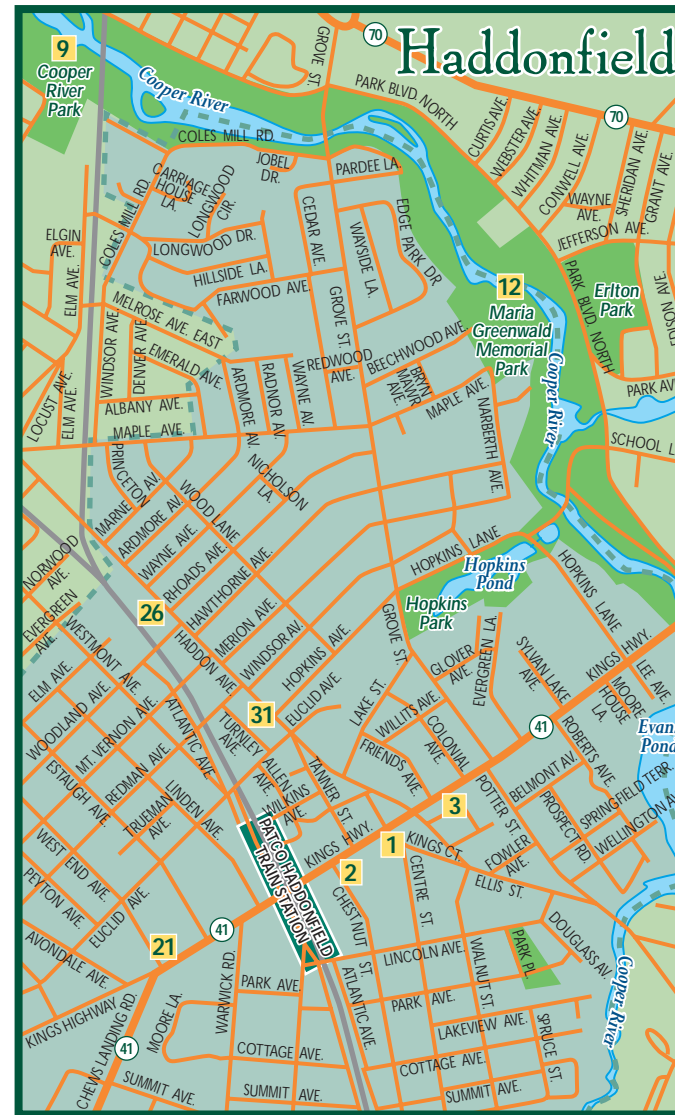 Haddonfield
9
Cooper
River
Park
Cooper River
GROVE ST.
70
PARK BLVD. NORTH
70
CURTIS AVE.
WEBSTER AVE.
WHITMAN AVE.
CONWELL AVE.
WAYNE
AVE.
SHERIDAN AVE.
GRANT AVE.
JEFFERSON AVE.
COLES MILL RD.
JOBEL
DR.
PARDEE LA.
CARRIAGE
HOUSE
LA.
LONGWOOD
CIR.
COLES MILL RD.
CEDAR AVE.
WAYSIDE LA.
EDGE PARK DR
ELGIN
AVE.
ELM AVE.
LONGWOOD DR.
HILLSIDE LA.
FARWOOD AVE.
GROVE ST.
12
Maria
Greenwald
Memorial
Park
PARK BLVD. NORTH
Erlton
Park
EDISON AVE.
MELROSE AVE. EAST
WINDSOR AVE.
DENVER AVE.
EMERALD AVE.
ARDMORE AV.
RADNOR AV.
WAYNE AV.
REDWOOD
AVE.
BEECHWOOD AVE.
BRYN
MAWR
AVE.
MAPLE AVE.
NARBERTH AVE.
Cooper River
PARK AV
SCHOOL L
LOCUST AVE.
ELM AVE.
ALBANY AVE.
MAPLE AVE.
PRINCETON
MARNE AV.
ARDMORE AV.
WOOD LANE
NICHOLSON
LA.
WAYNE AVE.
RHOADS AVE.
HAWTHORNE AVE.
MERION AVE.
WINDSOR AV.
HOPKINS AVE.
EUCLID AVE.
HOPKINS LANE
Hopkins
Pond
Hopkins
Park
HOPKINS LANE
NORWOOD
AVE.
EVERGREEN
AVE.
26
HADDON AVE
31
WESTMONT AVE.
ELM AVE.
WOODLAND AVE.
MT. VERNON AVE.
ATLANTIC AVE.
REDMAN AVE.
ESTAUGH AVE.
TRUEMAN
AVE.
LINDEN AVE.
WEST END AVE.
PEYTON AVE.
EUCLID AVE.
AVONDALE AVE.
TURNLEY
AVE.
ALLEN
AVE.
WILKINS
AVE.
TANNER ST.
LAKE ST.
GROVE ST.
GLOVER
AVE.
EVERGREEN LA.
SYLVAN LAKE
AVE.
KINGS HWY.
LEE AVE.
MOORE
HOUSE
LA.
WILLITS AVE.
COLONIAL
AVE.
FRIENDS AVE.
41
ROBERTS AVE.
Evans
Pond
BELMONT AV.
SPRINGFIELD TERR.
PROSPECT RD.
WELLINGTON A
POTTER ST.
3
1
KINGS CT.
FOWLER
AVE.
ELLIS ST.
PATCO HADDONFIELD
TRAIN STATION
KINGS HWY.
2
CHESTNUT ST.
CENTRE ST.
21
41
KINGS HIGHWAY
CHEWS LANDING RD.
41
MOORE LA.
WARWICK RD.
PARK AVE.
ATLANTIC AVE.
LINCOLN AVE.
WALNUT ST.
PARK PL.
DOUGLASS AV.
Cooper River
PARK AVE.
LAKEVIEW AVE.
SPRUCE ST.
COTTAGE AVE.
COTTAGE AVE.
SUMMIT AVE.
SUMMIT AVE.
SUMMIT AVE.